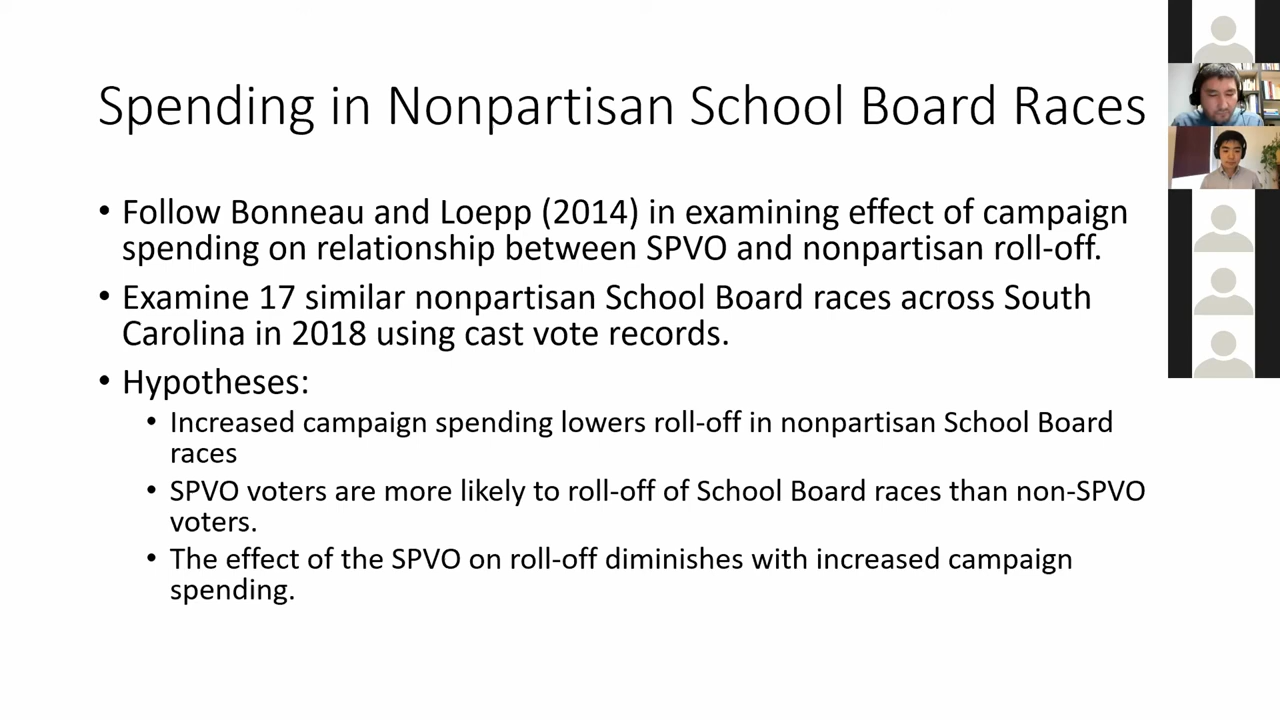 Spending in Nonpartisan School Board Races
• Follow Bonneau and Loepp (2014) in examining effect of campaign
spending on relationship between SPVO and nonpartisan roll-off.
• Examine 17 similar nonpartisan School Board races across South
Carolina in 2018 using cast vote records.
• Hypotheses:
• Increased campaign spending lowers roll-off in nonpartisan School Board
races
• SPVO voters are more likely to roll-off of School Board races than non-SPVO
voters.
• The effect of the SPVO on roll-off diminishes with increased campaign
spending.